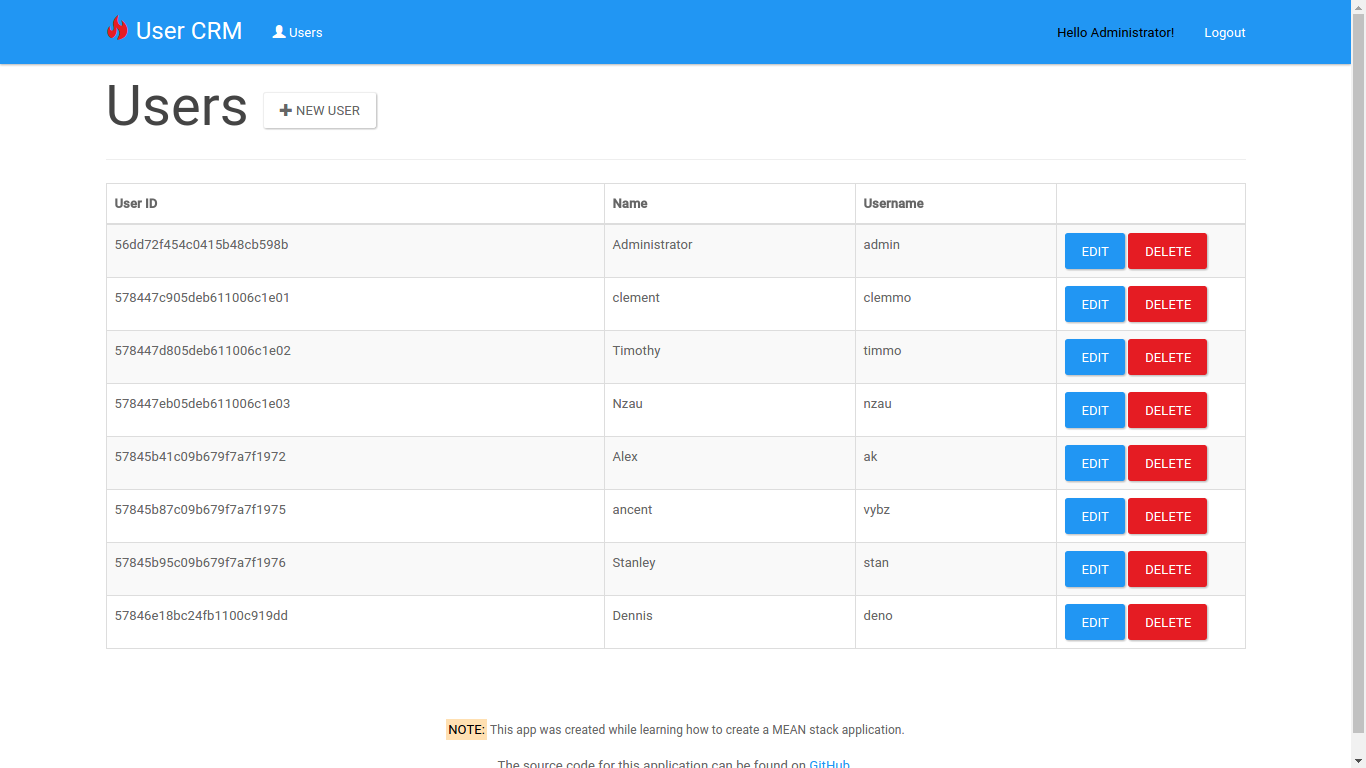 User CRM Users Hello Administrator! Logout
Users NEW USER
User ID Name Username
56dd72f454c0415b48cb598b Administrator admin EDIT DELETE
578447c905deb611006c1e01 clement clemmo EDIT DELETE
578447d805deb611006c1e02 Timothy timmo EDIT DELETE
578447eb05deb611006c1e03 Nzau nzau EDIT DELETE
57845b41c09b679f7a7f1972 Alex ak EDIT DELETE
57845b87c09b679f7a7f1975 ancent vybz EDIT DELETE
57845b95c09b679f7a7f1976 Stanley stan EDIT DELETE
57846e18bc24fb1100c919dd Dennis deno EDIT DELETE
NOTE: This app was created while learning how to create a MEAN stack application.
The source code for this application can be found on GitHub